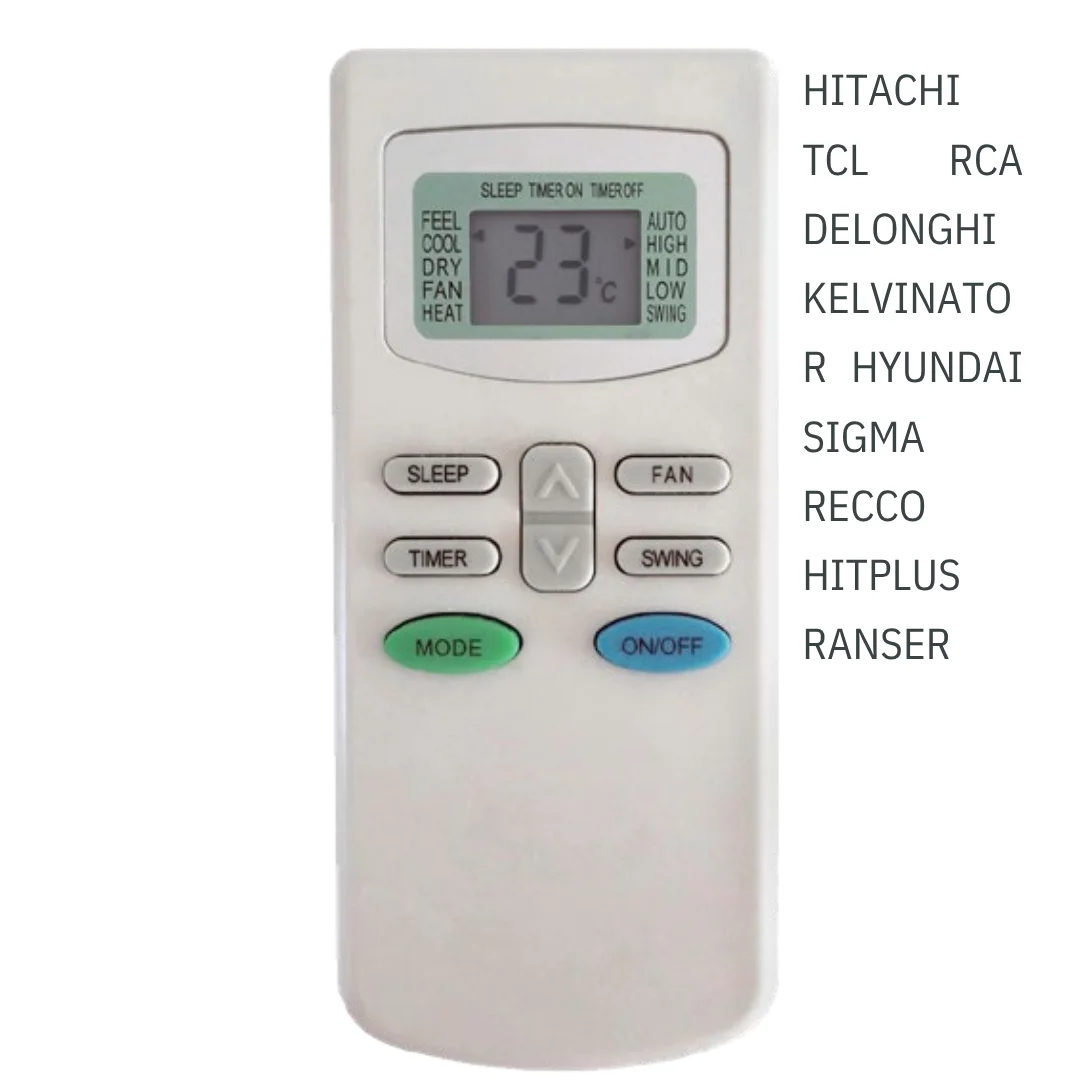 HITACHI
TCL RCA
DELONGHI
KELVINATO
R HYUNDAI
SIGMA
RECCO
HITPLUS
RANSER
SLEEP TIMER ON TIMER OFF
FEEL
COOL
DRY
FAN
HEAT
23°C
AUTO
HIGH
MID
LOW
SWING
SLEEP
FAN
TIMER
SWING
MODE
ON/OFF